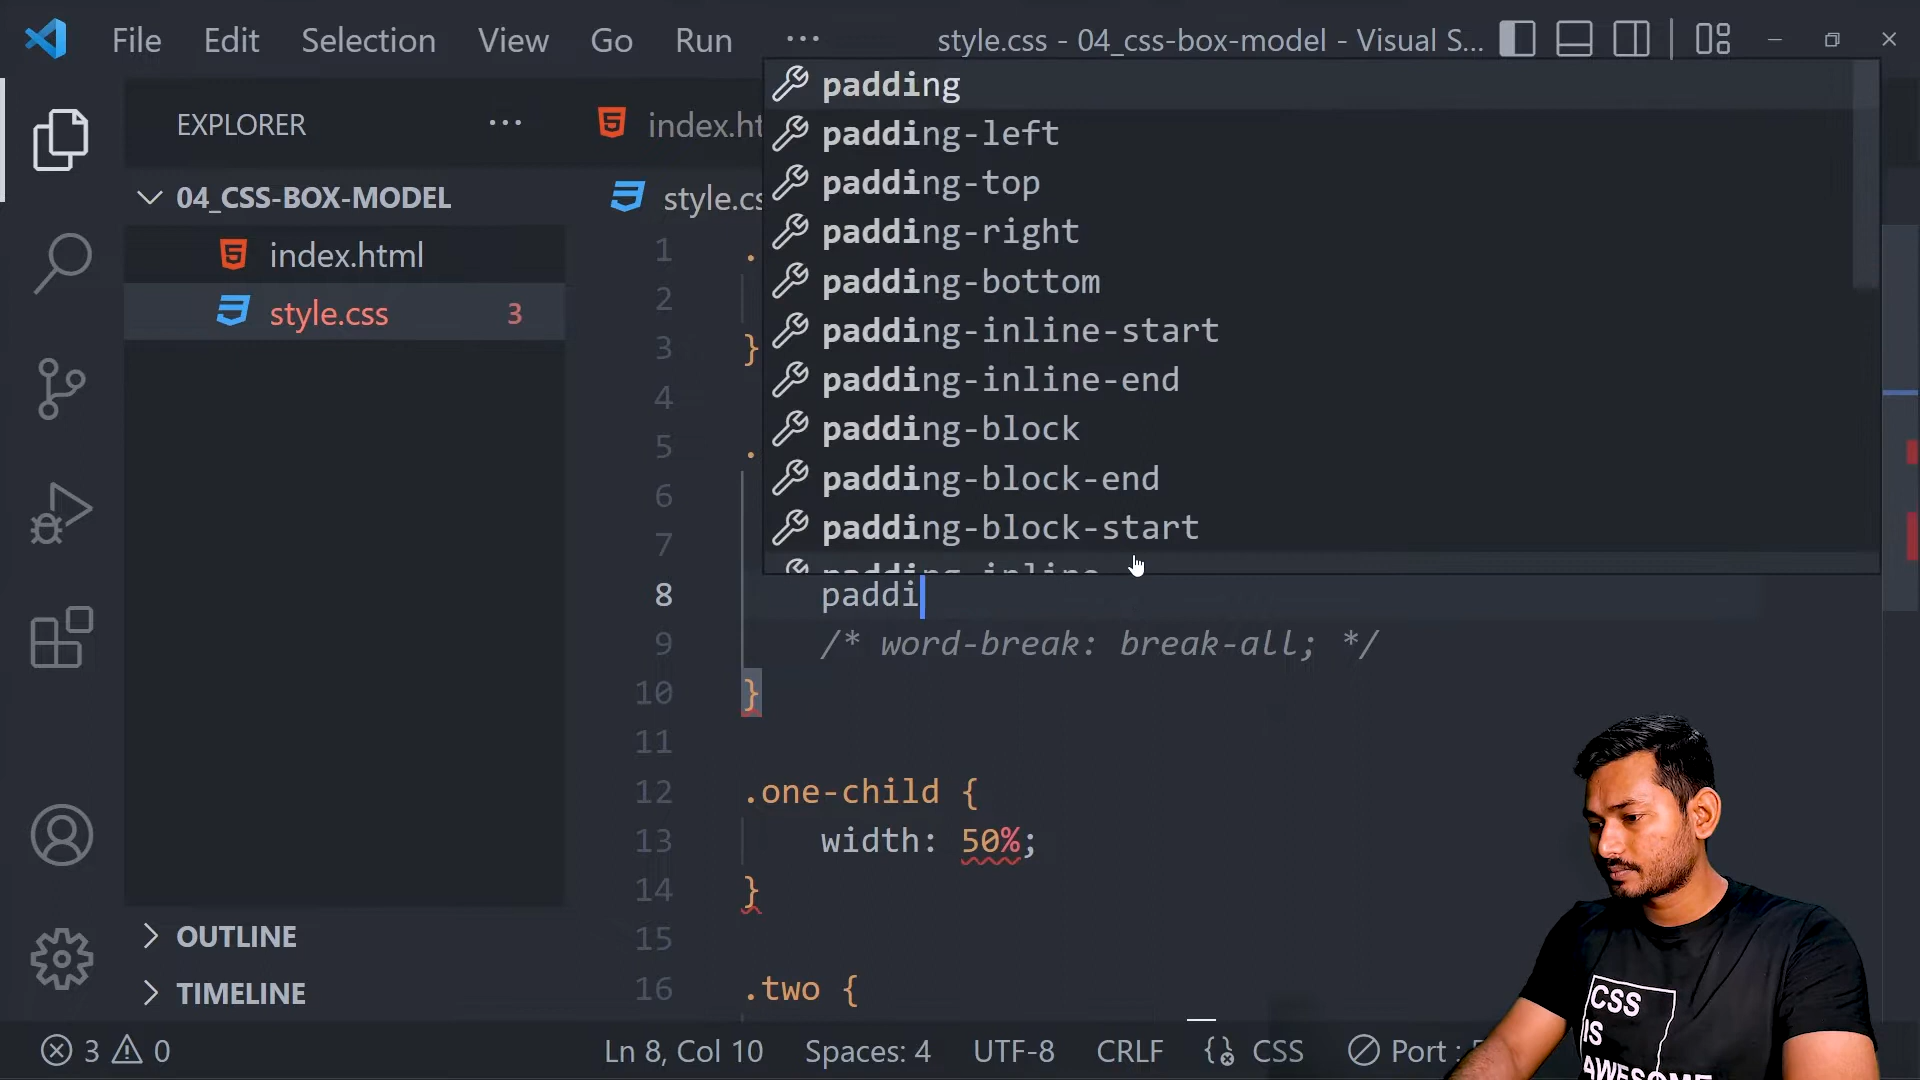 File Edit Selection View Go Run ··· style.css - 04_css-box-model - Visual S...
EXPLORER ···
04_CSS-BOX-MODEL
index.html
style.css 3
OUTLINE
TIMELINE
index.ht
style.cs
padding
padding-left
padding-top
padding-right
padding-bottom
padding-inline-start
padding-inline-end
padding-block
padding-block-end
padding-block-start
padding-inline
1 .
2
3 }
4
5 .
6
7
8 paddi
9 /* word-break: break-all; */
10 }
11
12 .one-child {
13 width: 50%;
14 }
15
16 .two {
3 0 Ln 8, Col 10 Spaces: 4 UTF-8 CRLF CSS Port :
CSS
IS
AWESOME